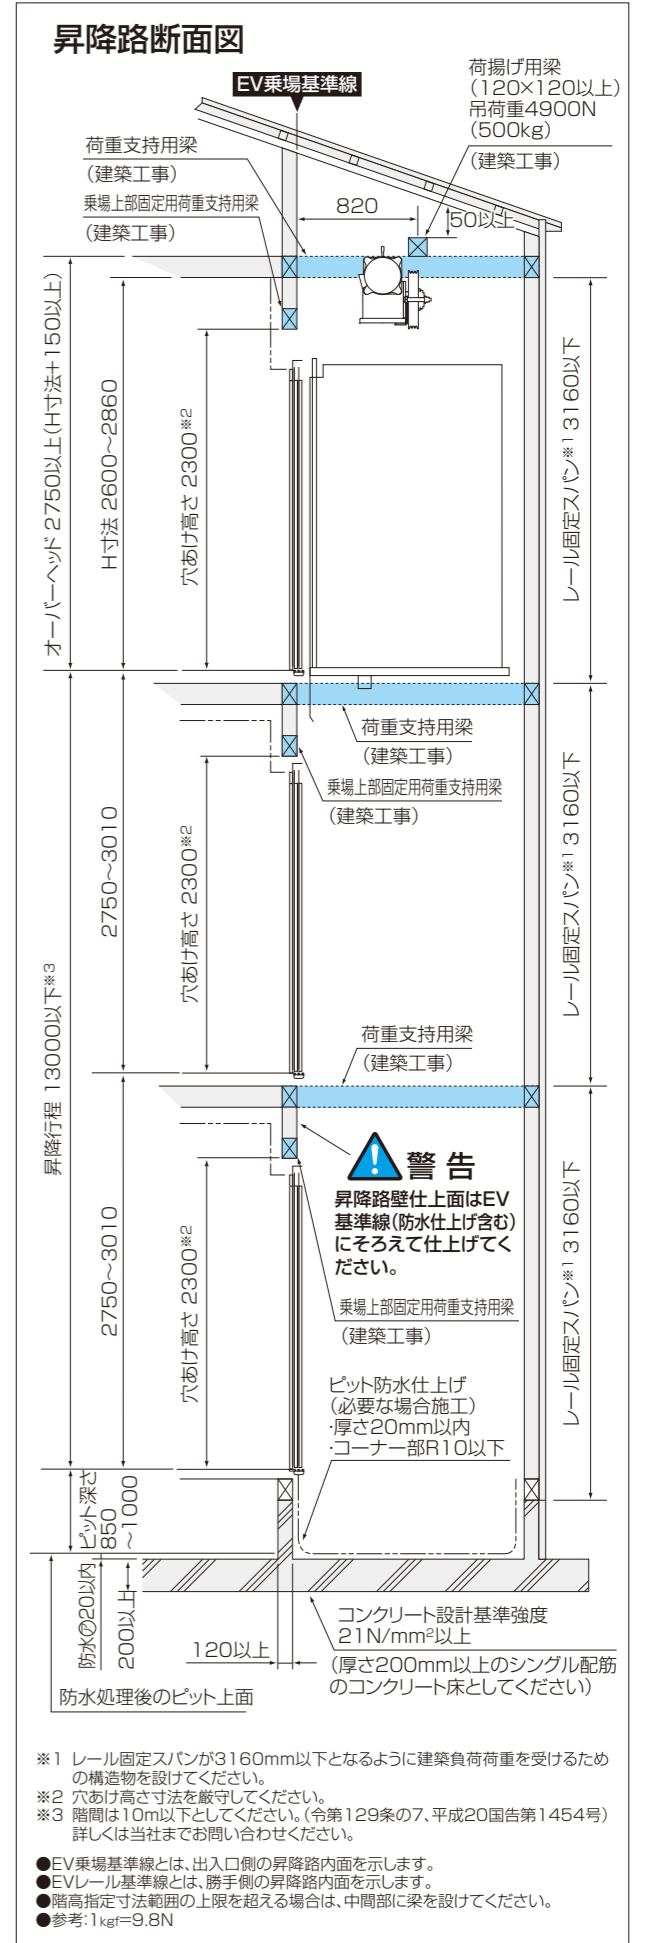 昇降路断面図
EV乗場基準線
荷揚げ用梁
(120×120以上)
吊荷重4900N
(500kg)
(建築工事)
荷重支持用梁
(建築工事)
乗場上部固定用荷重支持用梁
(建築工事)
820
50以上
オーバーヘッド 2750以上(H寸法+150以上)
H寸法 2600~2860
穴あけ高さ 2300※2
レール固定スパン※1 3160以下
荷重支持用梁
(建築工事)
乗場上部固定用荷重支持用梁
(建築工事)
昇降行程 13000以下※3
2750~3010
穴あけ高さ 2300※2
レール固定スパン※1 3160以下
荷重支持用梁
(建築工事)
警告
昇降路壁仕上面はEV
基準線(防水仕上げ含む)
にそろえて仕上げてく
ださい。
2750~3010
穴あけ高さ 2300※2
レール固定スパン※1 3160以下
乗場上部固定用荷重支持用梁
(建築工事)
ピット防水仕上げ
(必要な場合施工)
・厚さ20mm以内
・コーナー部R10以下
ピット深さ
850
~1000
防水㋐20以内
200以上
120以上
コンクリート設計基準強度
21N/mm²以上
(厚さ200mm以上のシングル配筋
のコンクリート床としてください)
防水処理後のピット上面
※1 レール固定スパンが3160mm以下となるように建築負荷荷重を受けるため
の構造物を設けてください。
※2 穴あけ高さ寸法を厳守してください。
※3 階間は10m以下としてください。(令第129条の7、平成20国告第1454号)
詳しくは当社までお問い合わせください。
●EV乗場基準線とは、出入口側の昇降路内面を示します。
●EVレール基準線とは、勝手側の昇降路内面を示します。
●階高指定寸法範囲の上限を超える場合は、中間部に梁を設けてください。
●参考:1kgf=9.8N